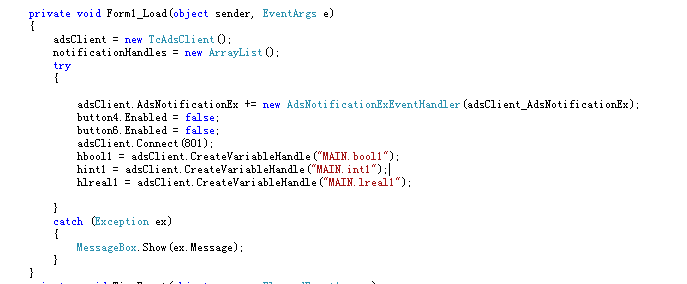 private void Form1_Load(object sender, EventArgs e)
{
adsClient = new TcAdsClient();
notificationHandles = new ArrayList();
try
{
adsClient.AdsNotificationEx += new AdsNotificationExEventHandler(adsClient_AdsNotificationEx);
button4.Enabled = false;
button6.Enabled = false;
adsClient.Connect(801);
hbool1 = adsClient.CreateVariableHandle("MAIN.bool1");
hint1 = adsClient.CreateVariableHandle("MAIN.int1");
hlreal1 = adsClient.CreateVariableHandle("MAIN.lreal1");
}
catch (Exception ex)
{
MessageBox.Show(ex.Message);
}
}